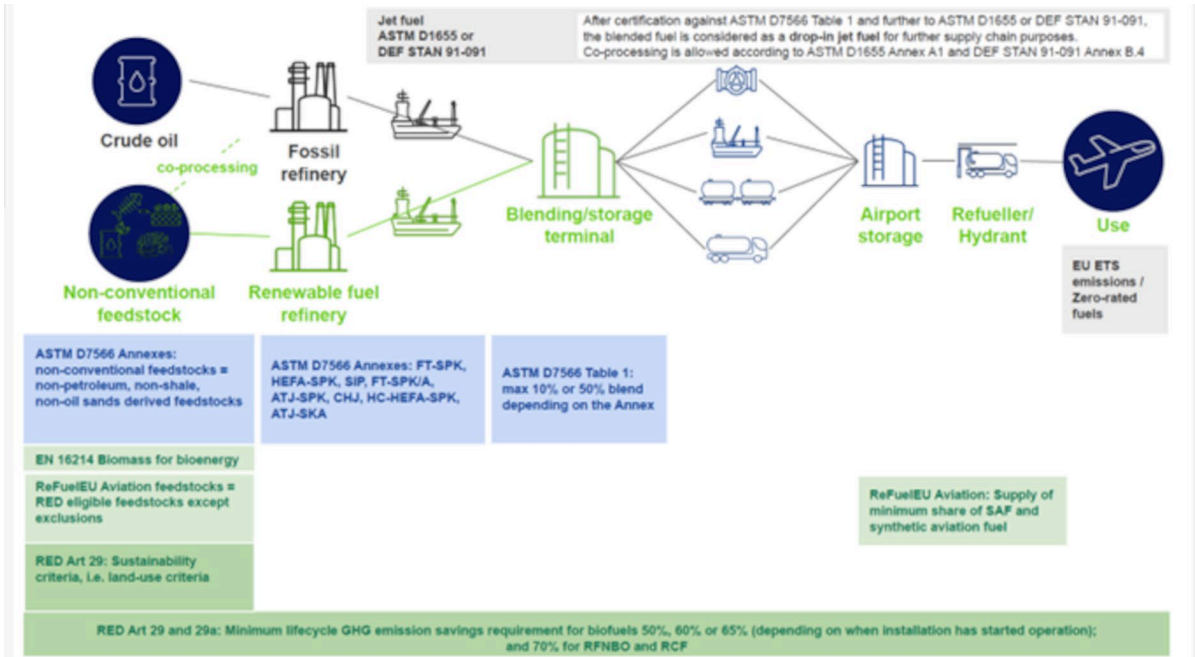 Jet fuel
ASTM D1655 or
DEF STAN 91-091
After certification against ASTM D7566 Table 1 and further to ASTM D1655 or DEF STAN 91-091,
the blended fuel is considered as a drop-in jet fuel for further supply chain purposes.
Co-processing is allowed according to ASTM D1655 Annex A1 and DEF STAN 91-091 Annex B.4
Crude oil
co-processing
Fossil
refinery
Blending/storage
terminal
Airport
storage
Refueller/
Hydrant
Use
EU ETS
emissions /
Zero-rated
fuels
Non-conventional
feedstock
Renewable fuel
refinery
ASTM D7566 Annexes:
non-conventional feedstocks =
non-petroleum, non-shale,
non-oil sands derived feedstocks
ASTM D7566 Annexes: FT-SPK,
HEFA-SPK, SIP, FT-SPK/A,
ATJ-SPK, CHJ, HC-HEFA-SPK,
ATJ-SKA
ASTM D7566 Table 1:
max 10% or 50% blend
depending on the Annex
EN 16214 Biomass for bioenergy
ReFuelEU Aviation feedstocks =
RED eligible feedstocks except
exclusions
ReFuelEU Aviation: Supply of
minimum share of SAF and
synthetic aviation fuel
RED Art 29: Sustainability
criteria, i.e. land-use criteria
RED Art 29 and 29a: Minimum lifecycle GHG emission savings requirement for biofuels 50%, 60% or 65% (depending on when installation has started operation);
and 70% for RFNBO and RCF